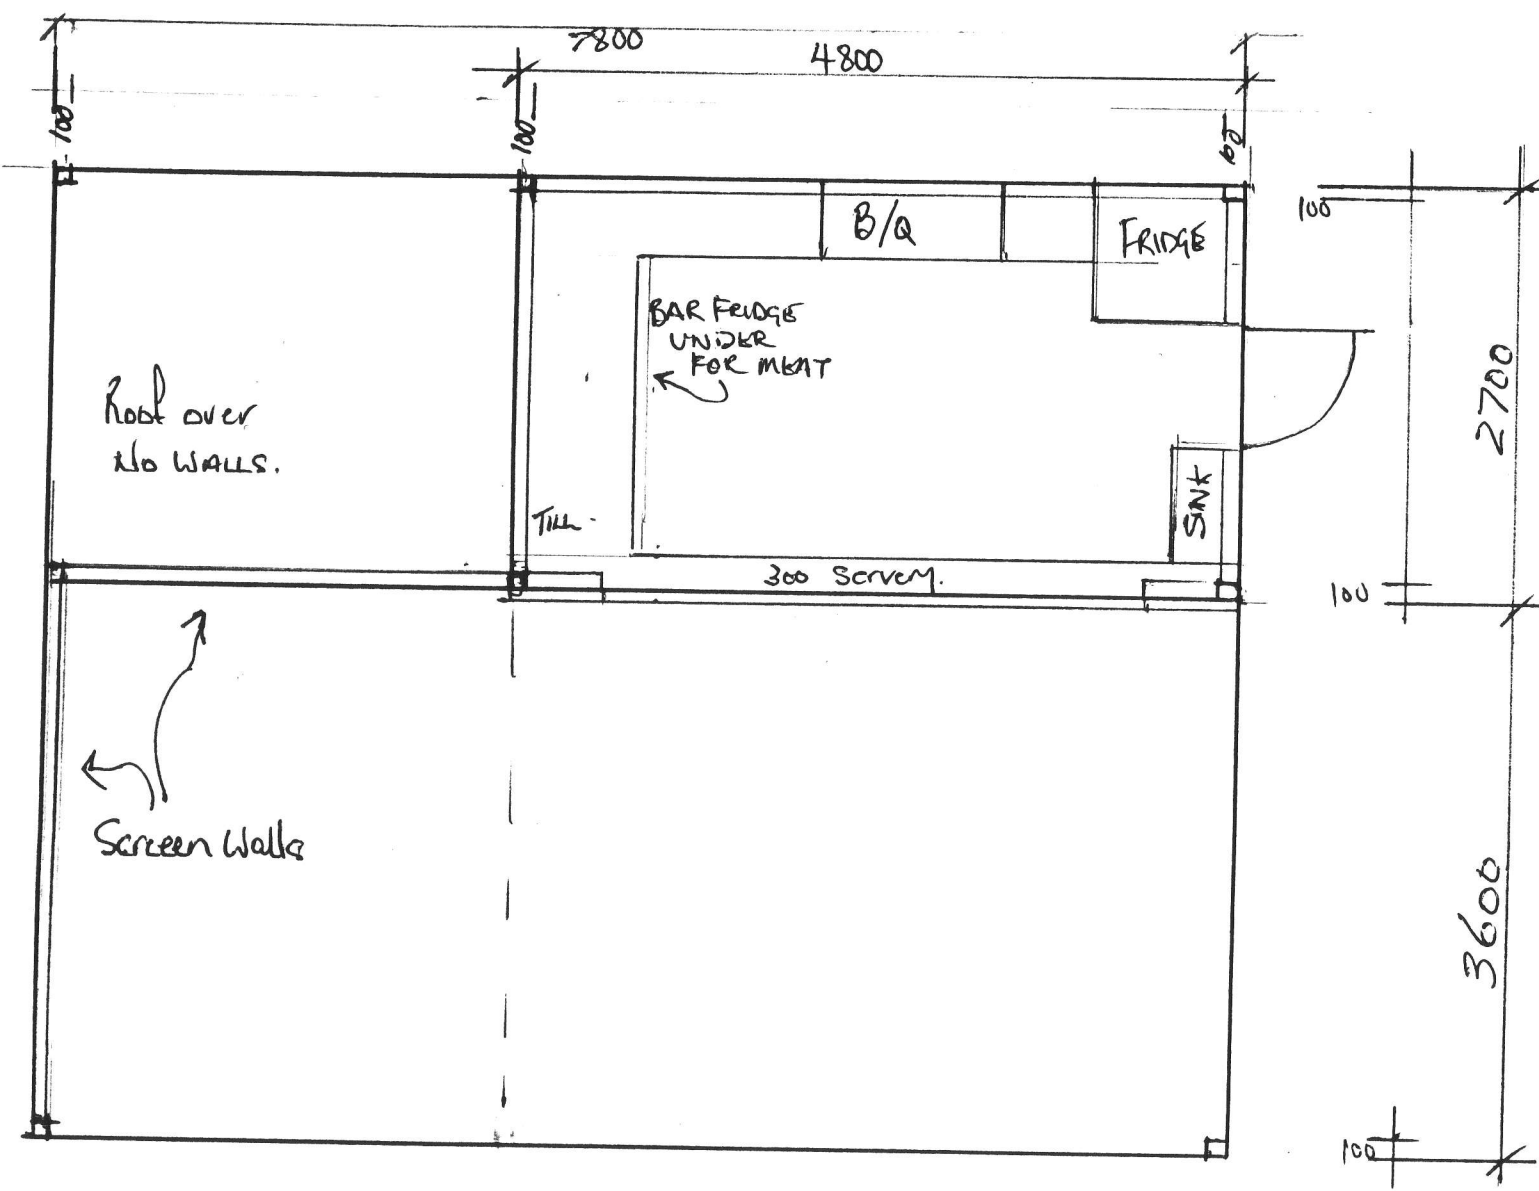 7800
4800
100
100
100
100
B/Q
FRIDGE
BAR FRIDGE
UNDER
FOR MEAT
2700
Roof over
NO WALLS.
SINK
TILL
300 Servery.
100
Screen Walls
3600
100